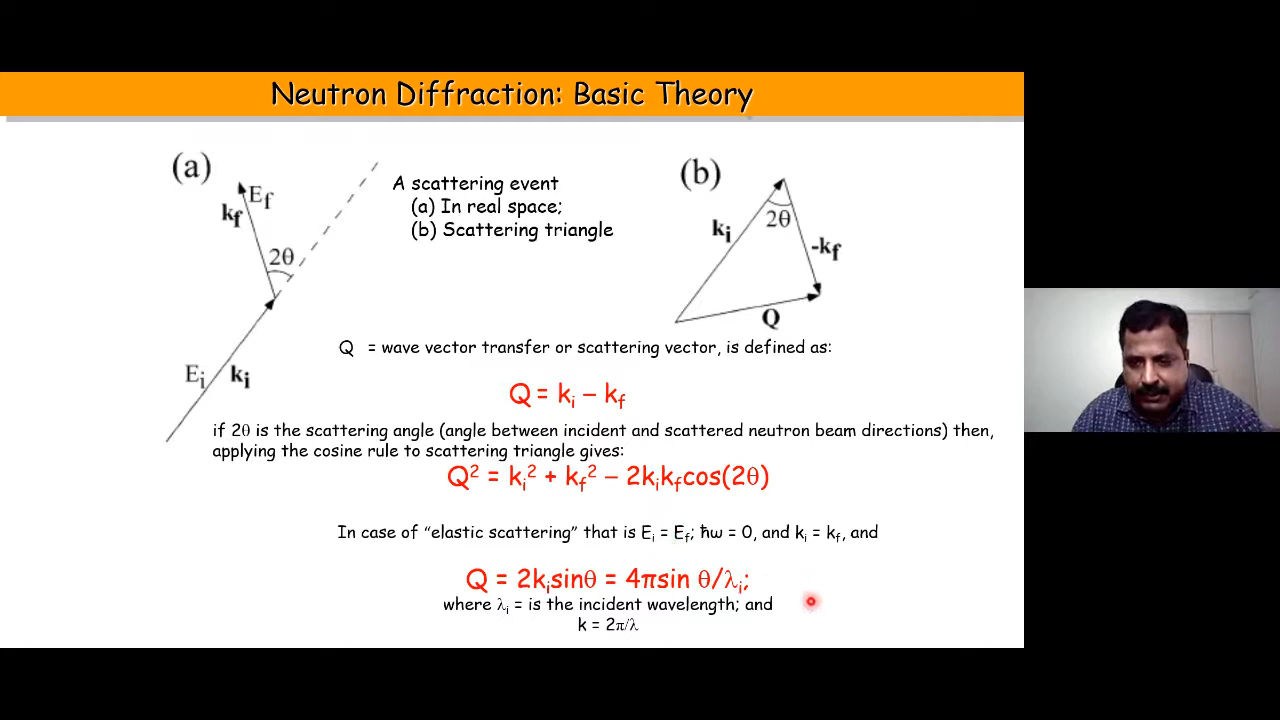 Neutron Diffraction: Basic Theory
(a)
E_f
k_f
2θ
E_i
k_i
A scattering event
(a) In real space;
(b) Scattering triangle
(b)
2θ
k_i
-k_f
Q
Q = wave vector transfer or scattering vector, is defined as:
Q = k_i – k_f
if 2θ is the scattering angle (angle between incident and scattered neutron beam directions) then,
applying the cosine rule to scattering triangle gives:
Q² = k_i² + k_f² – 2k_ik_fcos(2θ)
In case of “elastic scattering” that is E_i = E_f; ħω = 0, and k_i = k_f, and
Q = 2k_isinθ = 4πsin θ/λ_i;
where λ_i = is the incident wavelength; and
k = 2π/λ